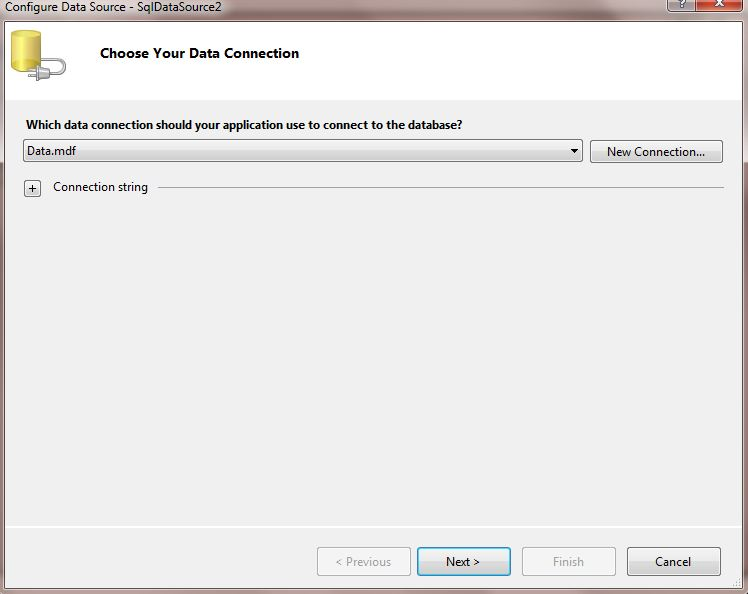 Configure Data Source - SqlDataSource2
? X
Choose Your Data Connection
Which data connection should your application use to connect to the database?
Data.mdf
New Connection...
+ Connection string
< Previous
Next >
Finish
Cancel